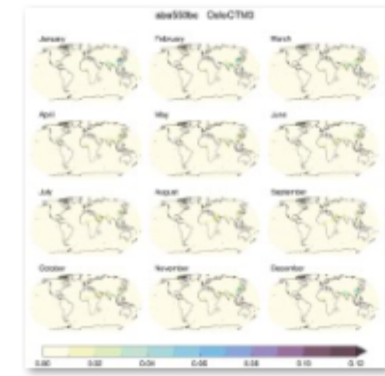 abs550bc OsloCTM3
January February March
April May June
July August September
October November December
0.00 0.02 0.04 0.06 0.08 0.10 0.12